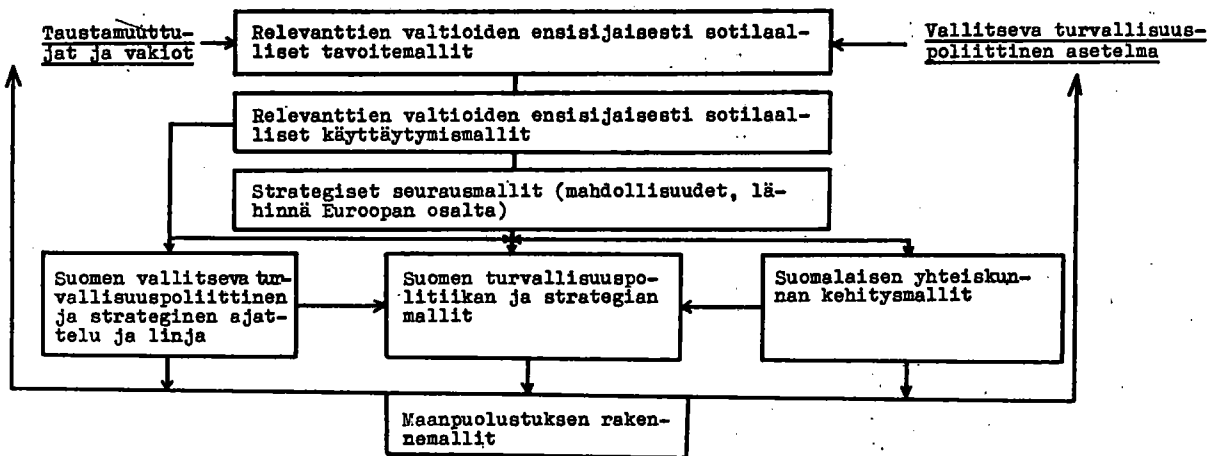 Taustamuuttu-
jat ja vakiot
Relevanttien valtioiden ensisijaisesti sotilaal-
liset tavoitemallit
Vallitseva turvallisuus-
poliittinen asetelma
Relevanttien valtioiden ensisijaisesti sotilaal-
liset käyttäytymismallit
Strategiset seurausmallit (mahdollisuudet, lä-
hinnä Euroopan osalta)
Suomen vallitseva tur-
vallisuuspoliittinen
ja strateginen ajat-
telu ja linja
Suomen turvallisuuspo-
litiikan ja strategian
mallit
Suomalaisen yhteiskun-
nan kehitysmallit
Maanpuolustuksen raken-
nemallit